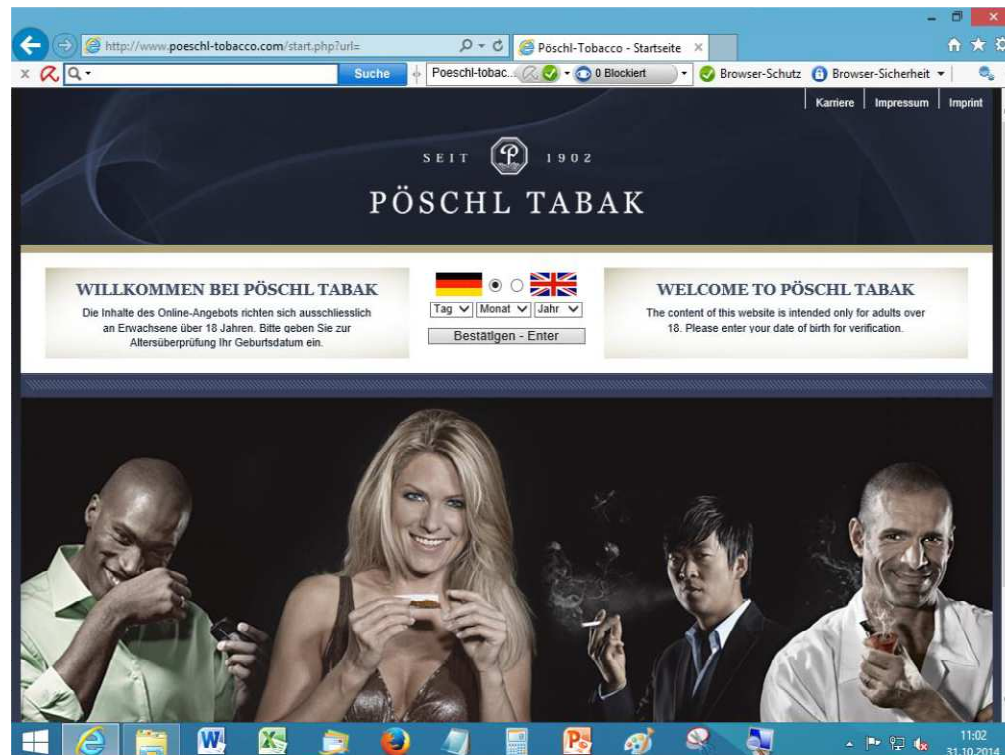 http://www.poeschl-tobacco.com/start.php?url=
Pöschl-Tobacco - Startseite
Suche
Poeschl-tobac...
0 Blockiert
Browser-Schutz
Browser-Sicherheit
Karriere Impressum Imprint
SEIT P 1902
PÖSCHL TABAK
WILLKOMMEN BEI PÖSCHL TABAK
Die Inhalte des Online-Angebots richten sich ausschliesslich
an Erwachsene über 18 Jahren. Bitte geben Sie zur
Altersüberprüfung Ihr Geburtsdatum ein.
Tag Monat Jahr
Bestätigen - Enter
WELCOME TO PÖSCHL TABAK
The content of this website is intended only for adults over
18. Please enter your date of birth for verification.
11:02
31.10.2014